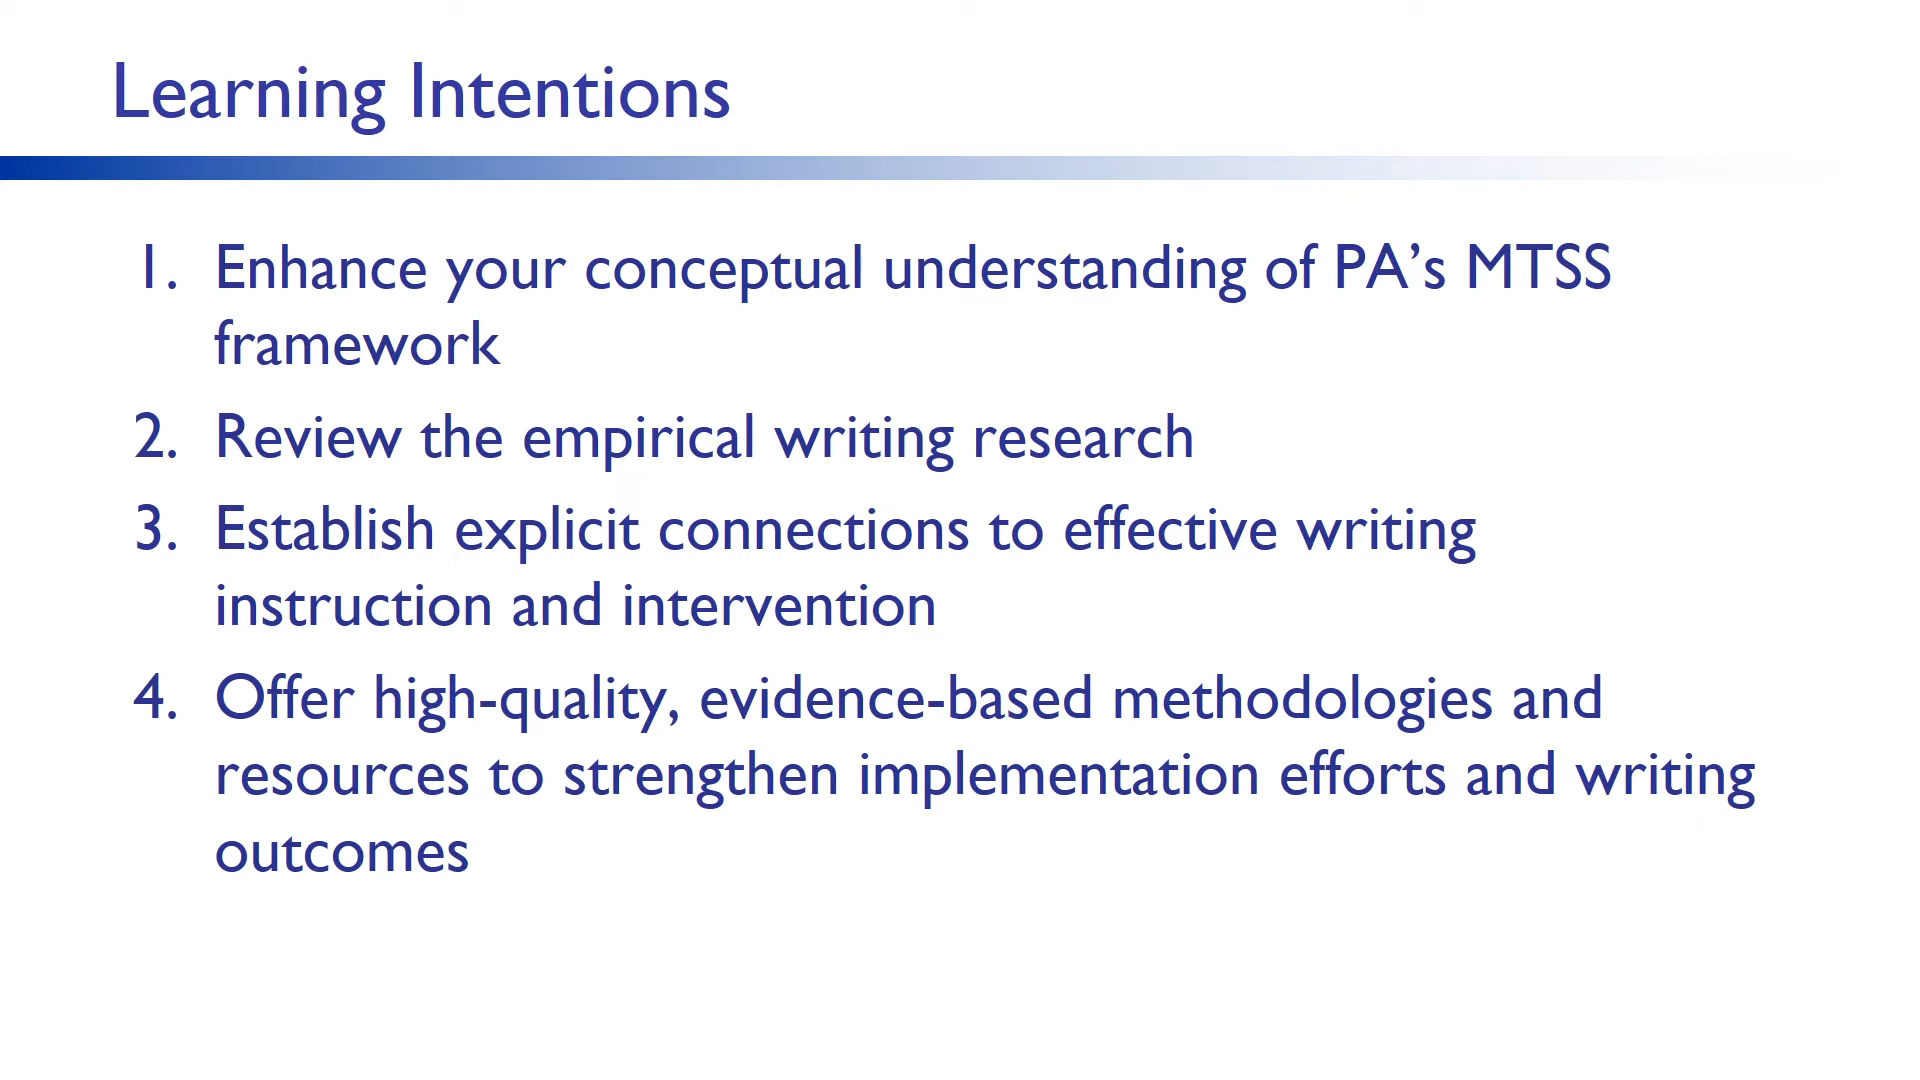 Learning Intentions
1. Enhance your conceptual understanding of PA’s MTSS
framework
2. Review the empirical writing research
3. Establish explicit connections to effective writing
instruction and intervention
4. Offer high-quality, evidence-based methodologies and
resources to strengthen implementation efforts and writing
outcomes